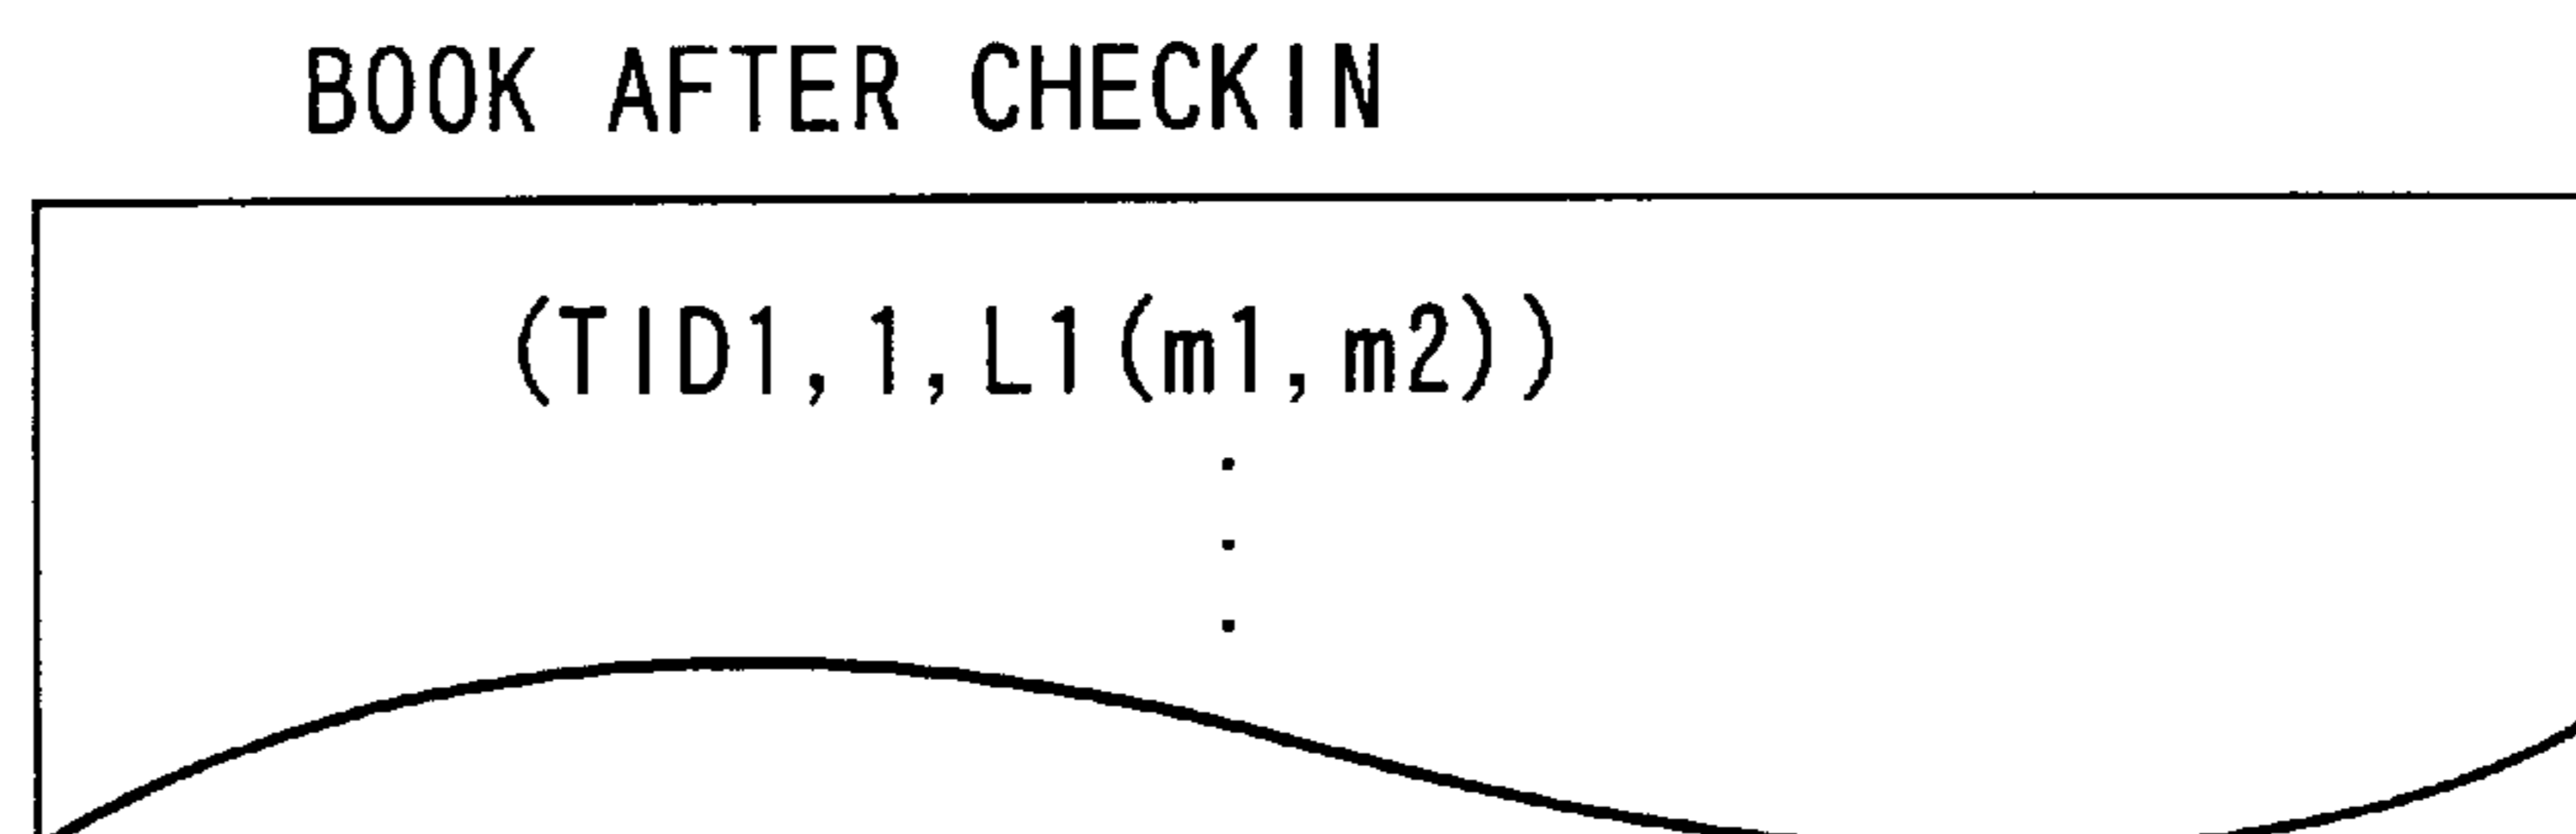 BOOK AFTER CHECKIN
(TID1,1,L1(m1,m2))
.
.
.